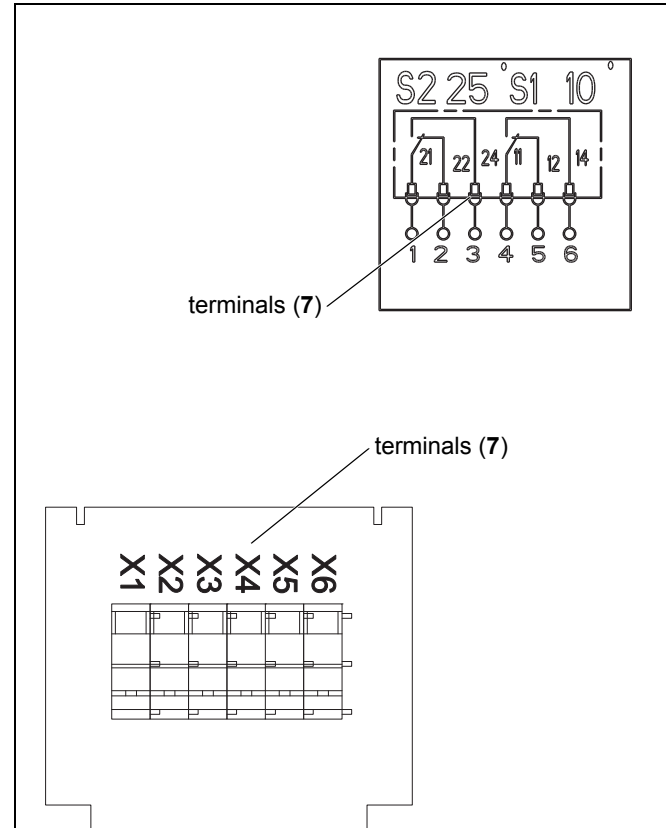 S2 25° S1 10°
21 22 24 11 12 14
1 2 3 4 5 6
terminals (7)
terminals (7)
X1 X2 X3 X4 X5 X6